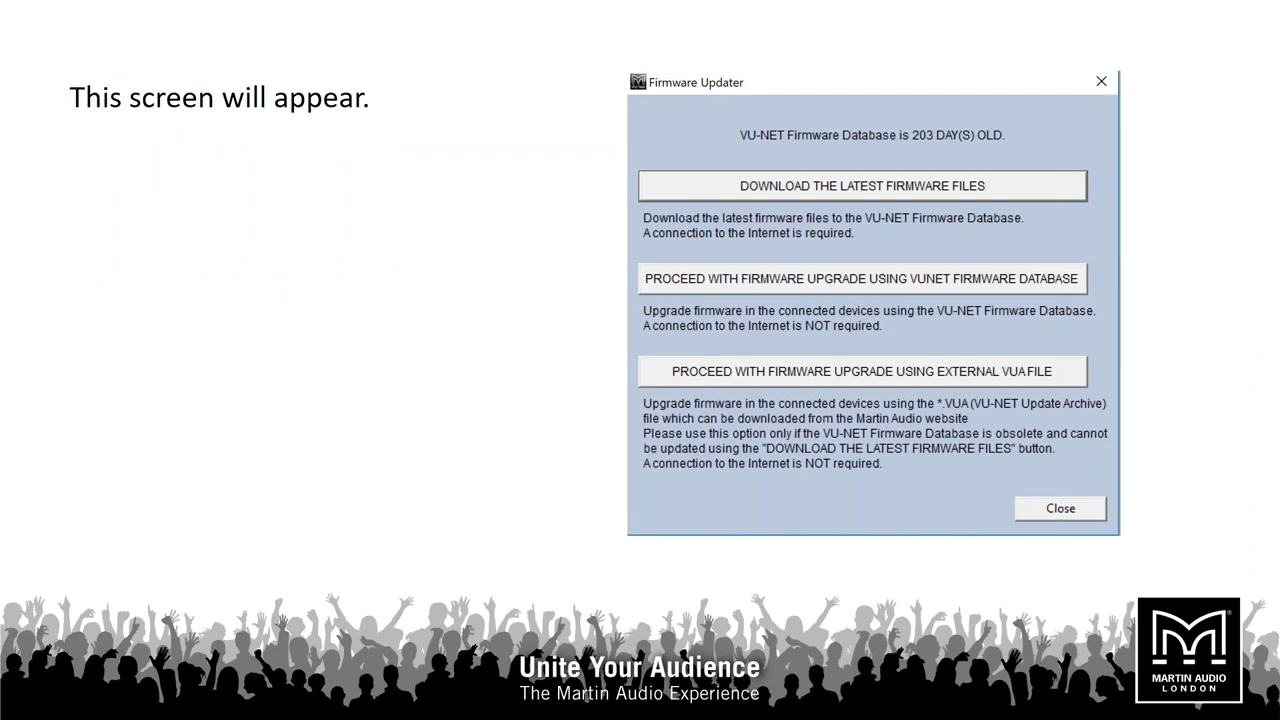 This screen will appear.
Firmware Updater
VU-NET Firmware Database is 203 DAY(S) OLD.
DOWNLOAD THE LATEST FIRMWARE FILES
Download the latest firmware files to the VU-NET Firmware Database.
A connection to the Internet is required.
PROCEED WITH FIRMWARE UPGRADE USING VUNET FIRMWARE DATABASE
Upgrade firmware in the connected devices using the VU-NET Firmware Database.
A connection to the Internet is NOT required.
PROCEED WITH FIRMWARE UPGRADE USING EXTERNAL VUA FILE
Upgrade firmware in the connected devices using the *.VUA (VU-NET Update Archive)
file which can be downloaded from the Martin Audio website
Please use this option only if the VU-NET Firmware Database is obsolete and cannot
be updated using the "DOWNLOAD THE LATEST FIRMWARE FILES" button.
A connection to the Internet is NOT required.
Close
Unite Your Audience
The Martin Audio Experience
MARTIN AUDIO
LONDON